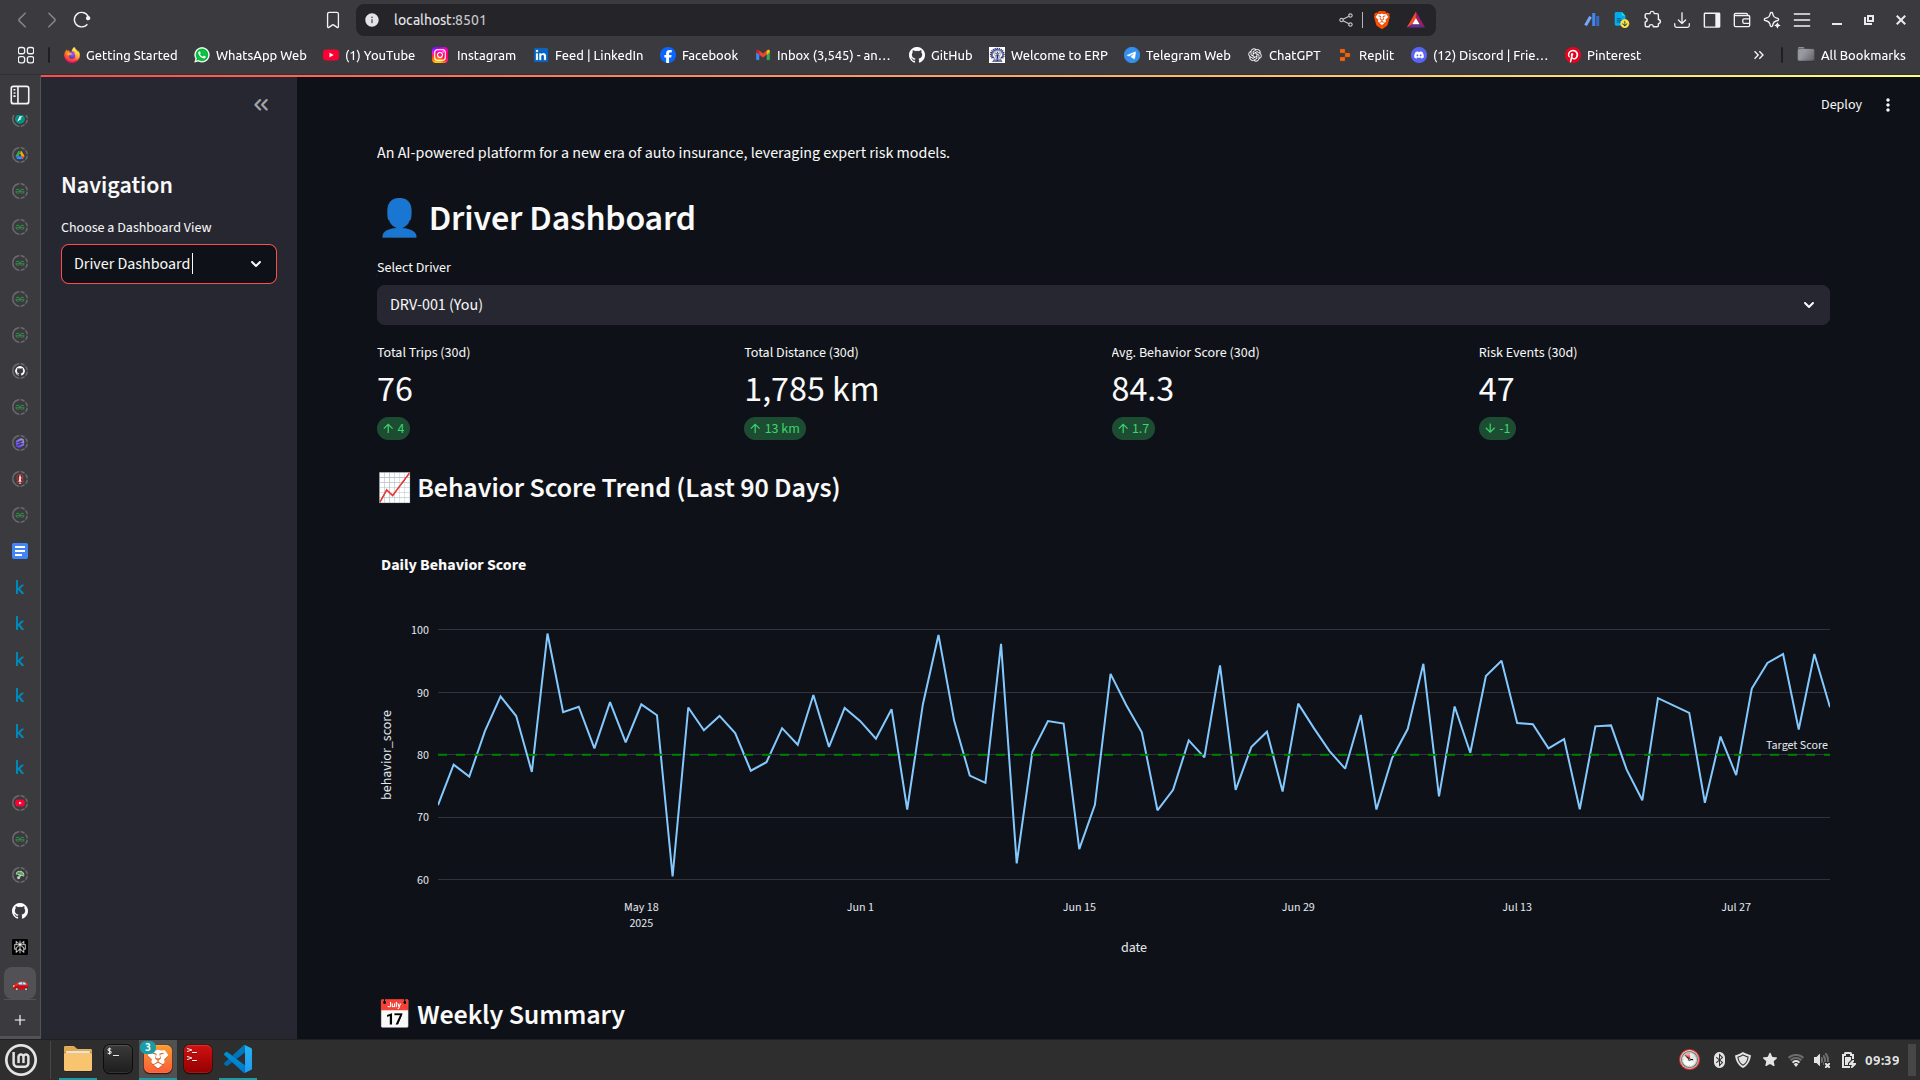 localhost:8501
Getting Started
WhatsApp Web
(1) YouTube
Instagram
Feed | LinkedIn
Facebook
Inbox (3,545) - an...
GitHub
Welcome to ERP
Telegram Web
ChatGPT
Replit
(12) Discord | Frie...
Pinterest
All Bookmarks
Deploy
Navigation
Choose a Dashboard View
Driver Dashboard
An AI-powered platform for a new era of auto insurance, leveraging expert risk models.
Driver Dashboard
Select Driver
DRV-001 (You)
Total Trips (30d)
76
↑ 4
Total Distance (30d)
1,785 km
↑ 13 km
Avg. Behavior Score (30d)
84.3
↑ 1.7
Risk Events (30d)
47
↓ -1
Behavior Score Trend (Last 90 Days)
Daily Behavior Score
behavior_score
100
90
80
70
60
Target Score
May 18
2025
Jun 1
Jun 15
Jun 29
Jul 13
Jul 27
date
July
17
Weekly Summary
k
k
k
k
k
k
3
09:39